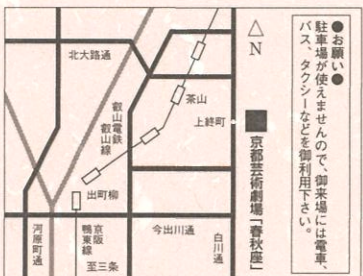 ●お願い●
駐車場が使えませんので、御来場には電車、
バス、タクシーなどを御利用下さい。
△
N
京都芸術劇場「春秋座」
上終町
白川通
茶山
今出川通
北大路通
叡山電鉄
叡山線
出町柳
京阪
鴨東線
至三条
河原町通